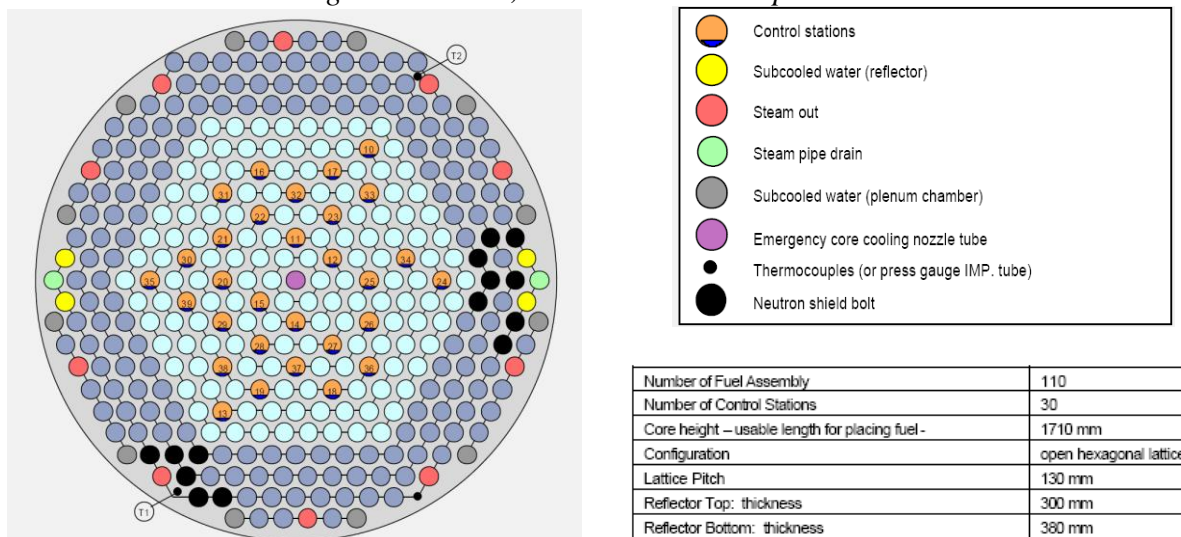 T2
10
16
17
31
32
33
22
23
21
11
30
12
34
35
20
25
24
39
15
29
14
26
28
27
38
37
36
19
18
13
T1
Control stations
Subcooled water (reflector)
Steam out
Steam pipe drain
Subcooled water (plenum chamber)
Emergency core cooling nozzle tube
Thermocouples (or press gauge IMP. tube)
Neutron shield bolt
Number of Fuel Assembly 110
Number of Control Stations 30
Core height – usable length for placing fuel - 1710 mm
Configuration open hexagonal lattice
Lattice Pitch 130 mm
Reflector Top: thickness 300 mm
Reflector Bottom: thickness 380 mm